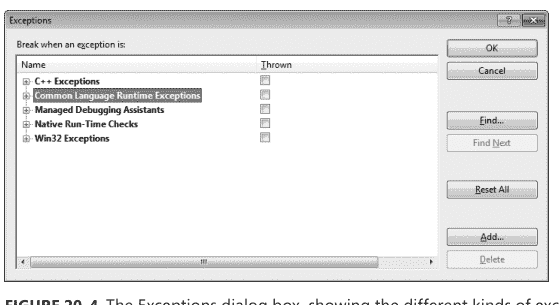 Exceptions
Break when an exception is:
Name Thrown
C++ Exceptions
Common Language Runtime Exceptions
Managed Debugging Assistants
Native Run-Time Checks
Win32 Exceptions
OK
Cancel
Find...
Find Next
Reset All
Add...
Delete
FIGURE 20-4 The Exceptions dialog box, showing the different kinds of exc